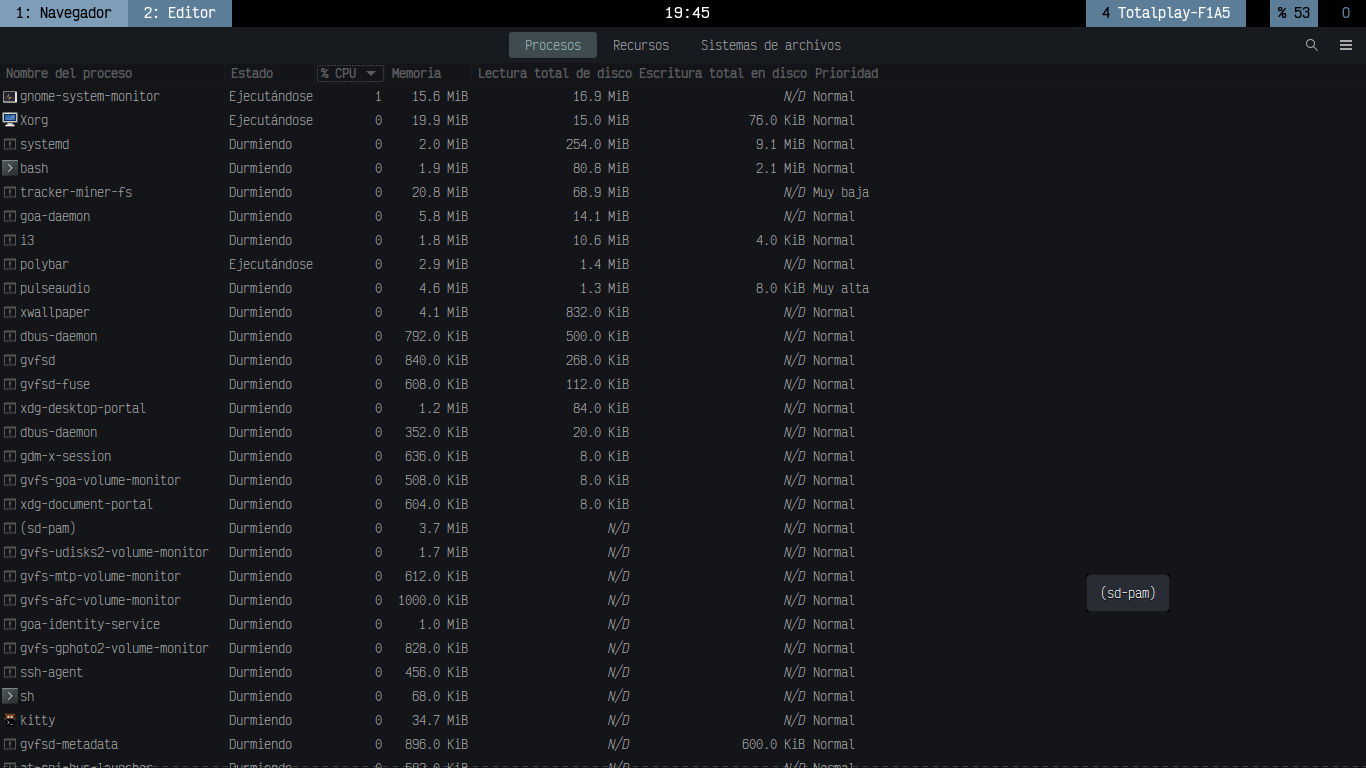 1: Navegador 2: Editor 19:45 4 Totalplay-F1A5 % 53 0
Procesos Recursos Sistemas de archivos
Nombre del proceso Estado % CPU Memoria Lectura total de disco Escritura total en disco Prioridad
gnome-system-monitor Ejecutándose 1 15.6 MiB 16.9 MiB N/D Normal
Xorg Ejecutándose 0 19.9 MiB 15.0 MiB 76.0 KiB Normal
systemd Durmiendo 0 2.0 MiB 254.0 MiB 9.1 MiB Normal
bash Durmiendo 0 1.9 MiB 80.8 MiB 2.1 MiB Normal
tracker-miner-fs Durmiendo 0 20.8 MiB 68.9 MiB N/D Muy baja
goa-daemon Durmiendo 0 5.8 MiB 14.1 MiB N/D Normal
i3 Durmiendo 0 1.8 MiB 10.6 MiB 4.0 KiB Normal
polybar Ejecutándose 0 2.9 MiB 1.4 MiB N/D Normal
pulseaudio Durmiendo 0 4.6 MiB 1.3 MiB 8.0 KiB Muy alta
xwallpaper Durmiendo 0 4.1 MiB 832.0 KiB N/D Normal
dbus-daemon Durmiendo 0 792.0 KiB 500.0 KiB N/D Normal
gvfsd Durmiendo 0 840.0 KiB 268.0 KiB N/D Normal
gvfsd-fuse Durmiendo 0 608.0 KiB 112.0 KiB N/D Normal
xdg-desktop-portal Durmiendo 0 1.2 MiB 84.0 KiB N/D Normal
dbus-daemon Durmiendo 0 352.0 KiB 20.0 KiB N/D Normal
gdm-x-session Durmiendo 0 636.0 KiB 8.0 KiB N/D Normal
gvfs-goa-volume-monitor Durmiendo 0 508.0 KiB 8.0 KiB N/D Normal
xdg-document-portal Durmiendo 0 604.0 KiB 8.0 KiB N/D Normal
(sd-pam) Durmiendo 0 3.7 MiB N/D N/D Normal
gvfs-udisks2-volume-monitor Durmiendo 0 1.7 MiB N/D N/D Normal
gvfs-mtp-volume-monitor Durmiendo 0 612.0 KiB N/D N/D Normal
(sd-pam)
gvfs-afc-volume-monitor Durmiendo 0 1000.0 KiB N/D N/D Normal
goa-identity-service Durmiendo 0 1.0 MiB N/D N/D Normal
gvfs-gphoto2-volume-monitor Durmiendo 0 828.0 KiB N/D N/D Normal
ssh-agent Durmiendo 0 456.0 KiB N/D N/D Normal
sh Durmiendo 0 68.0 KiB N/D N/D Normal
kitty Durmiendo 0 34.7 MiB N/D N/D Normal
gvfsd-metadata Durmiendo 0 896.0 KiB N/D 600.0 KiB Normal
at-spi-bus-launcher Durmiendo 0 KiB N/D N/D Normal